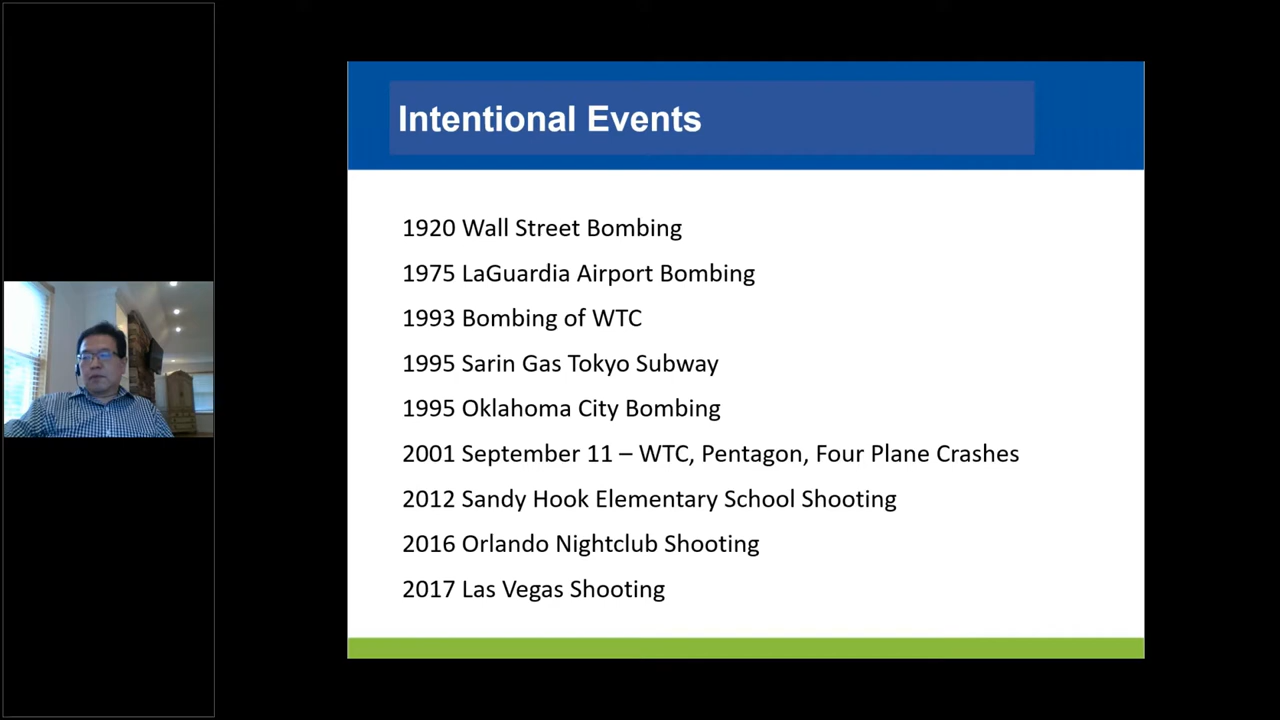 Intentional Events
1920 Wall Street Bombing
1975 LaGuardia Airport Bombing
1993 Bombing of WTC
1995 Sarin Gas Tokyo Subway
1995 Oklahoma City Bombing
2001 September 11 – WTC, Pentagon, Four Plane Crashes
2012 Sandy Hook Elementary School Shooting
2016 Orlando Nightclub Shooting
2017 Las Vegas Shooting